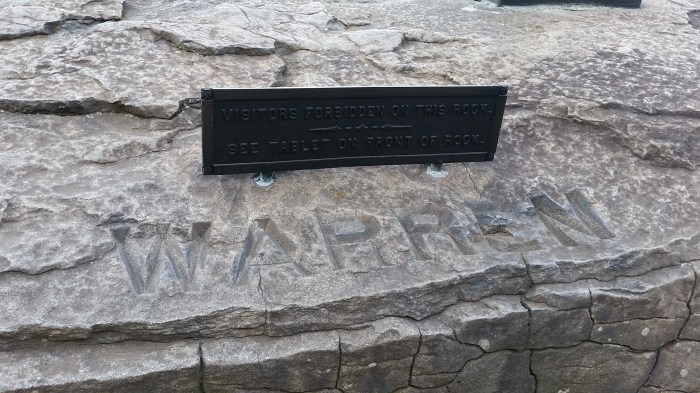 VISITORS FORBIDDEN ON THIS ROCK.
SEE TABLET ON FRONT OF ROCK.
WARREN